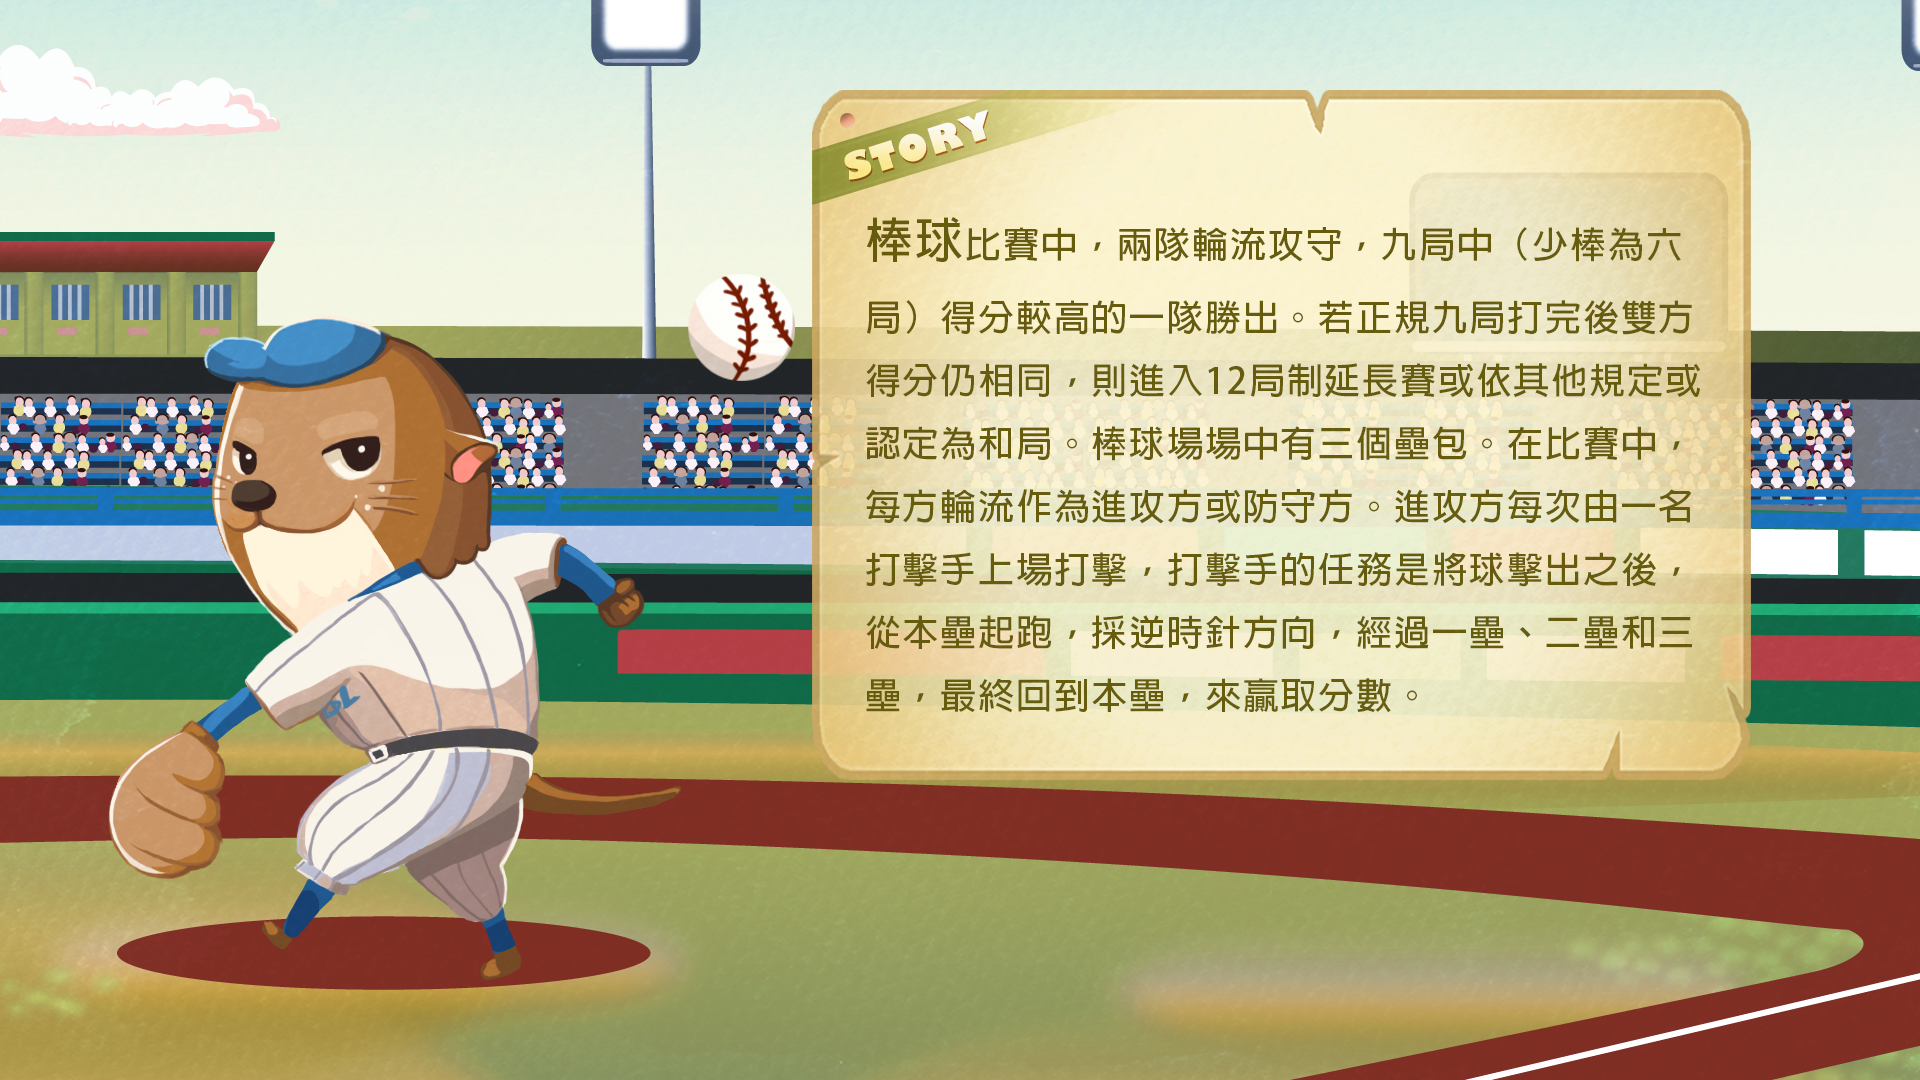 STORY
棒球比賽中，兩隊輪流攻守，九局中（少棒為六
局）得分較高的一隊勝出。若正規九局打完後雙方
得分仍相同，則進入12局制延長賽或依其他規定或
認定為和局。棒球場場中有三個壘包。在比賽中，
每方輪流作為進攻方或防守方。進攻方每次由一名
打擊手上場打擊，打擊手的任務是將球擊出之後，
從本壘起跑，採逆時針方向，經過一壘、二壘和三
壘，最終回到本壘，來贏取分數。